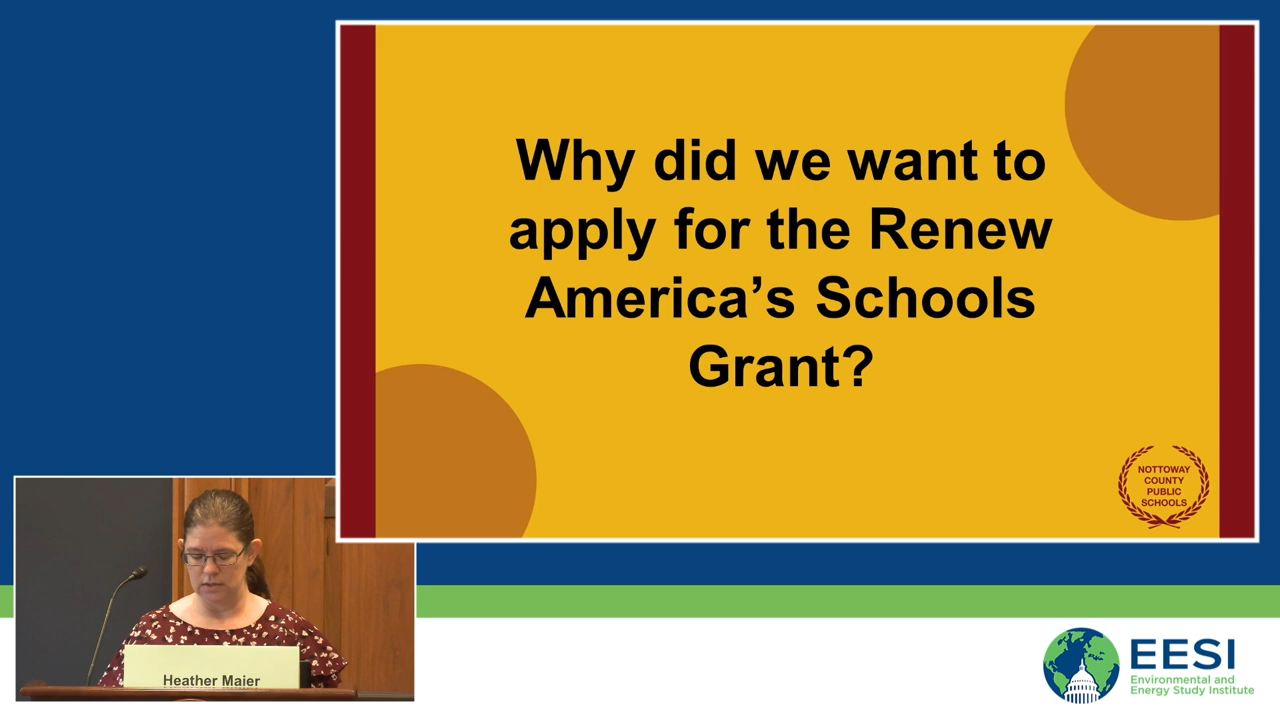 Why did we want to
apply for the Renew
America's Schools
Grant?
NOTTOWAY
COUNTY
PUBLIC
SCHOOLS
Heather Maier
EESI
Environmental and
Energy Study Institute